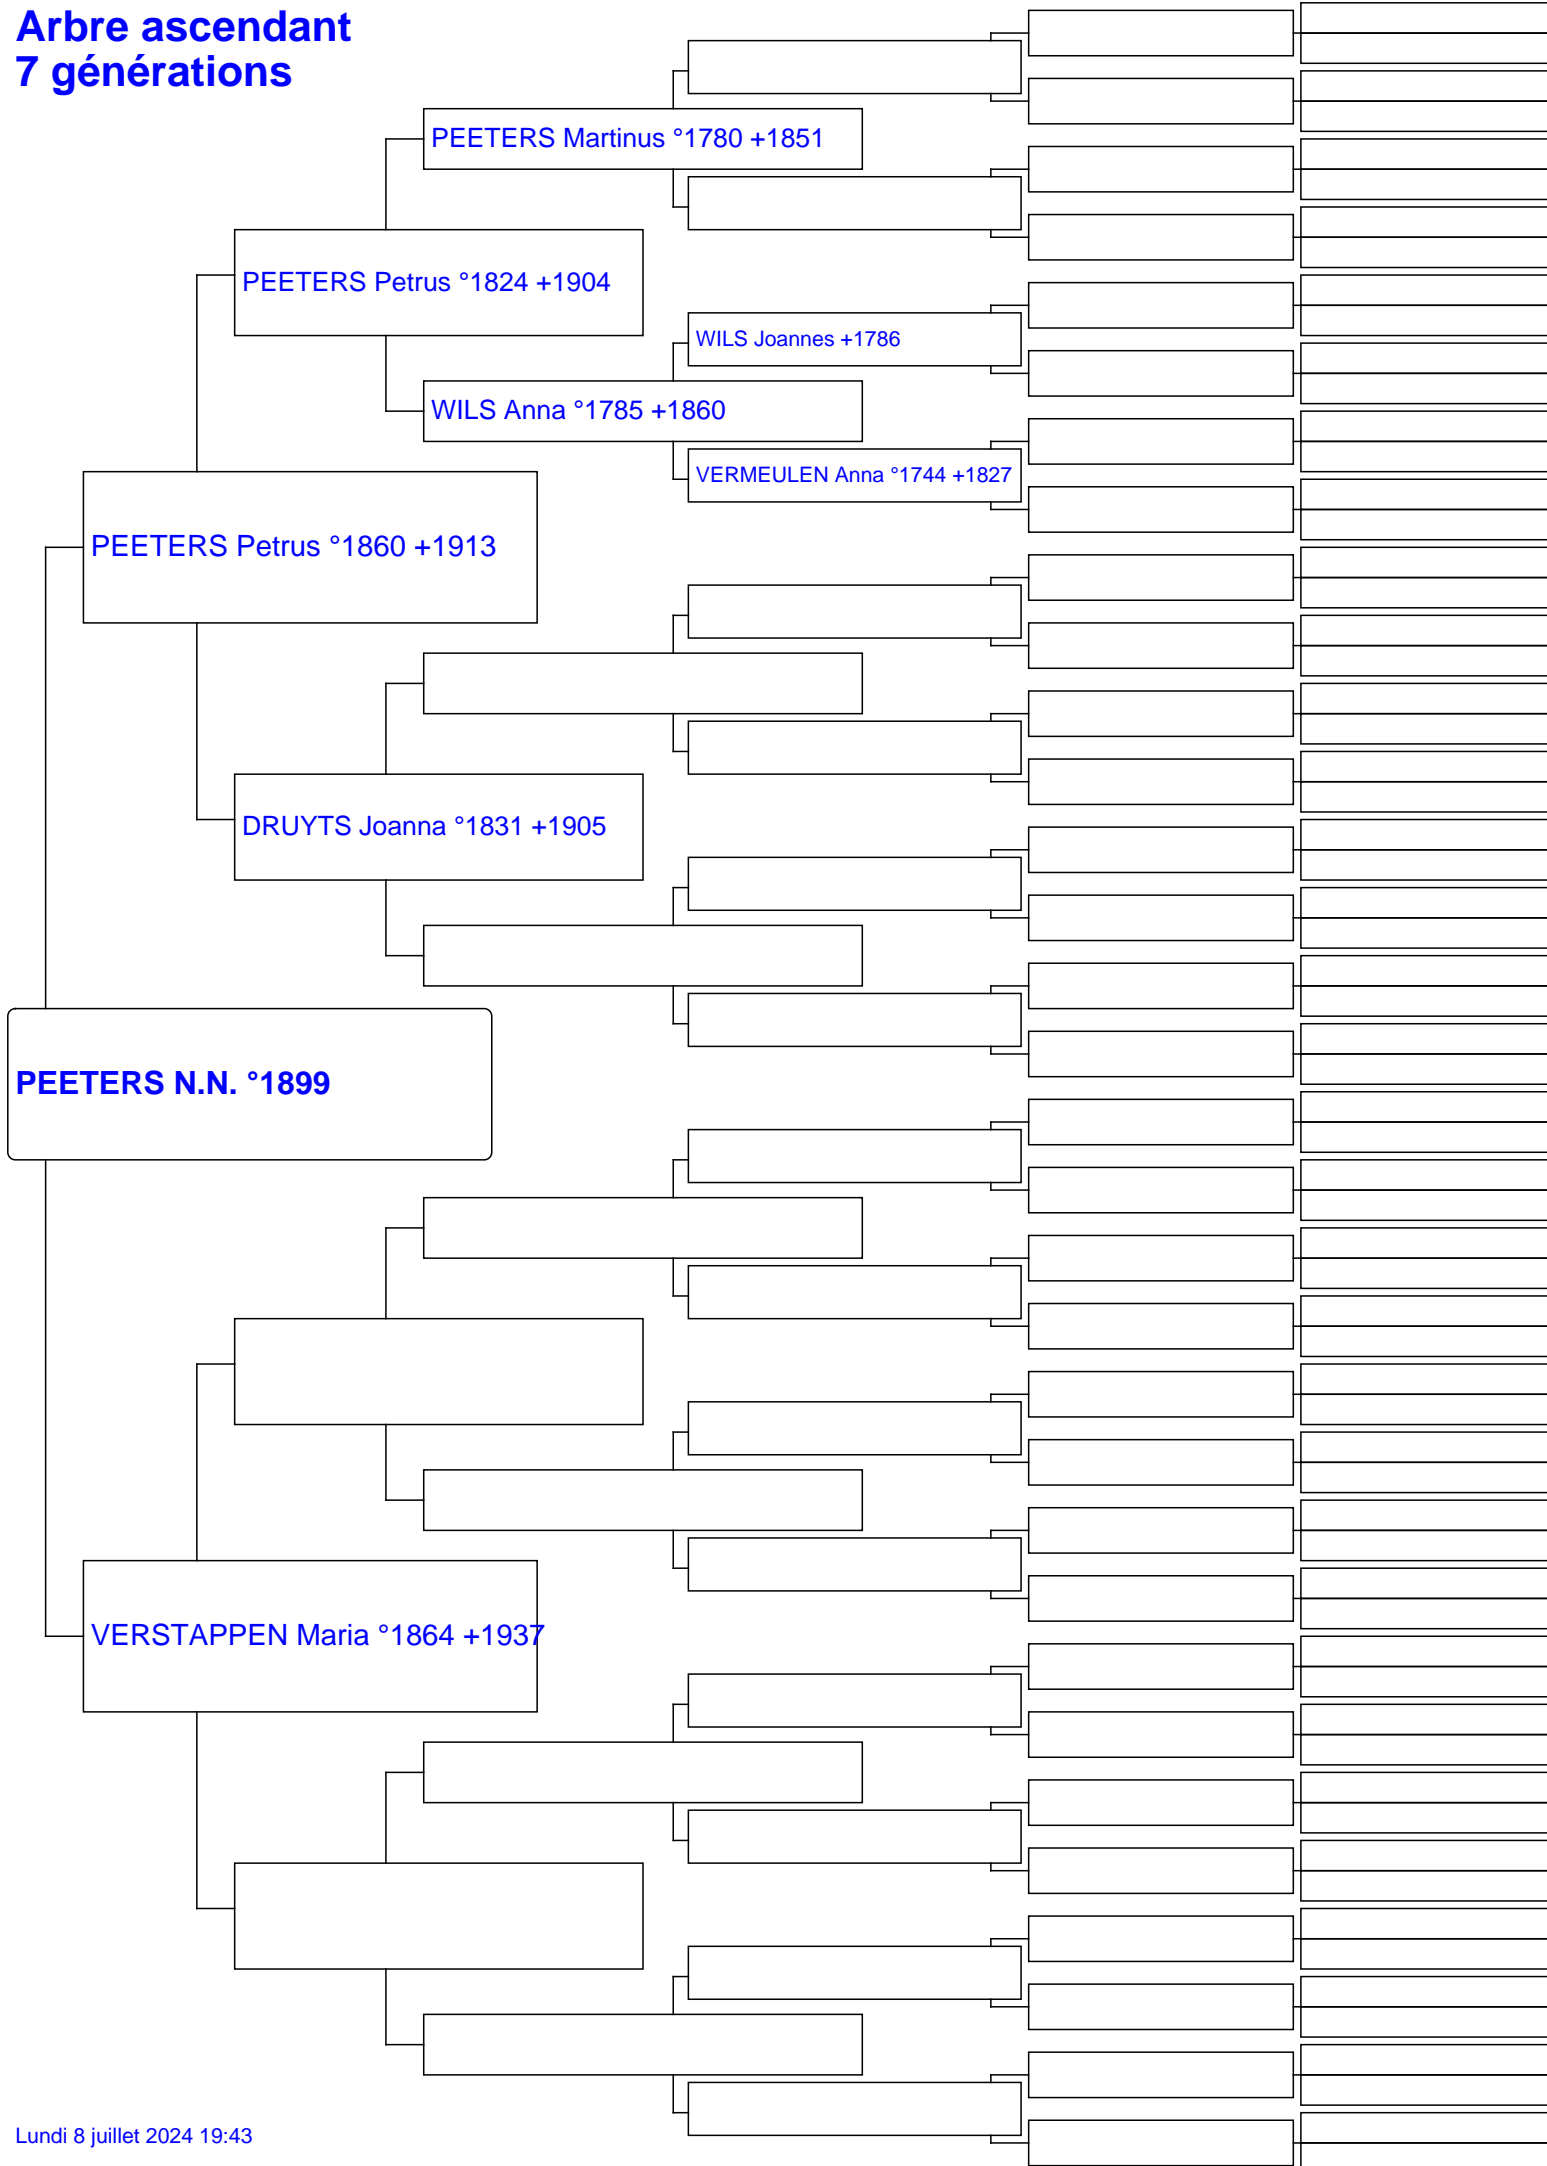 Arbre ascendant
7 générations
PEETERS Martinus °1780 +1851
PEETERS Petrus °1824 +1904
WILS Joannes +1786
WILS Anna °1785 +1860
VERMEULEN Anna °1744 +1827
PEETERS Petrus °1860 +1913
DRUYTS Joanna °1831 +1905
PEETERS N.N. °1899
VERSTAPPEN Maria °1864 +1937
Lundi 8 juillet 2024 19:43